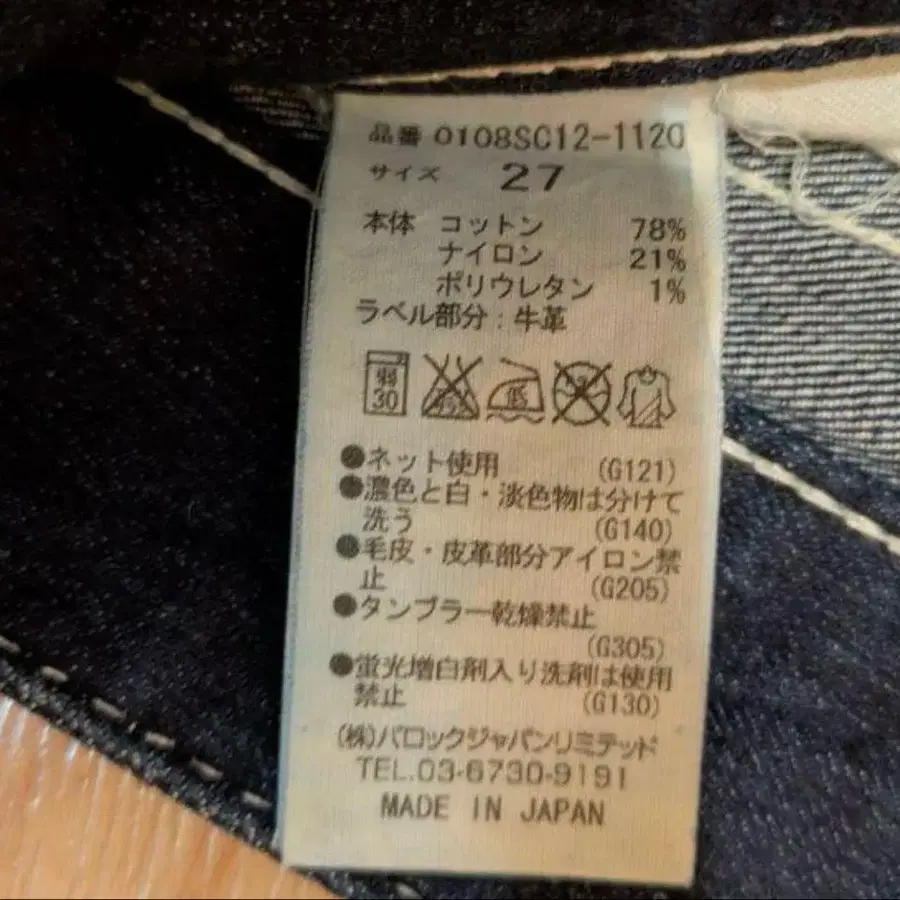 品番 0108SC12-1120
サイズ 27
本体 コットン 78%
ナイロン 21%
ポリウレタン 1%
ラベル部分:牛革
弱 30 低
●ネット使用 (G121)
●濃色と白・淡色物は分けて
洗う (G140)
●毛皮・皮革部分アイロン禁
止 (G205)
●タンブラー乾燥禁止
(G305)
●蛍光増白剤入り洗剤は使用
禁止 (G130)
(株)バロックジャパンリミテッド
TEL.03-6730-9191
MADE IN JAPAN